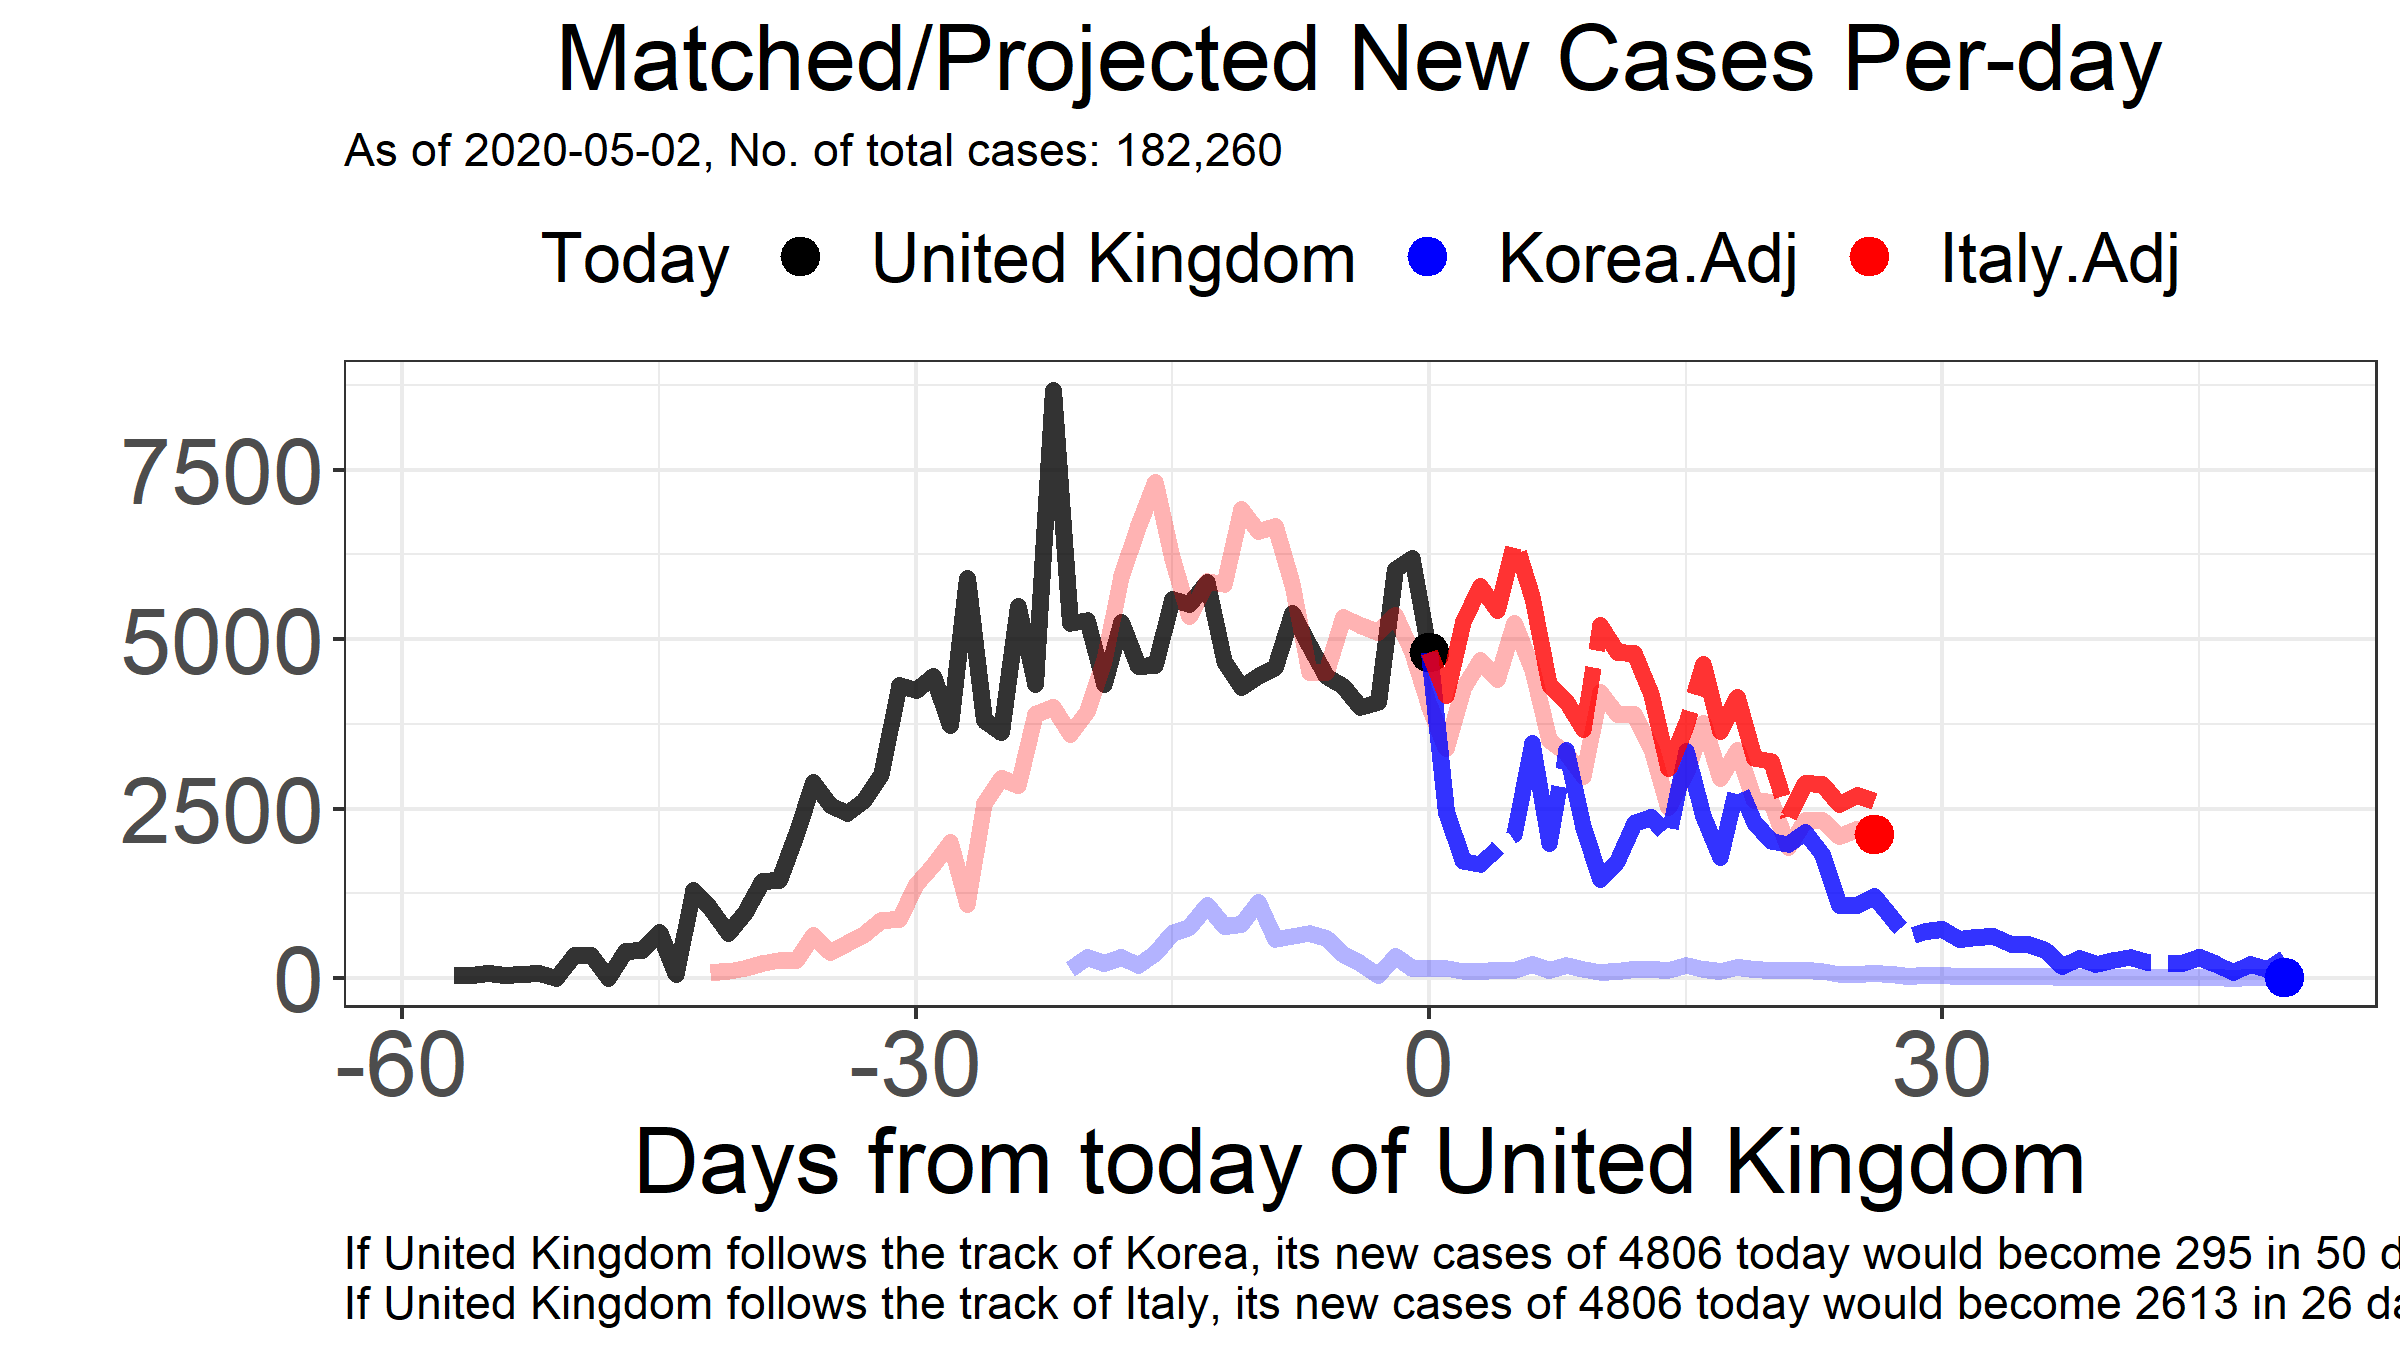 Matched/Projected New Cases Per-day
As of 2020-05-02, No. of total cases: 182,260
Today United Kingdom Korea.Adj Italy.Adj
7500
5000
2500
0
-60 -30 0 30
Days from today of United Kingdom
If United Kingdom follows the track of Korea, its new cases of 4806 today would become 295 in 50
If United Kingdom follows the track of Italy, its new cases of 4806 today would become 2613 in 26